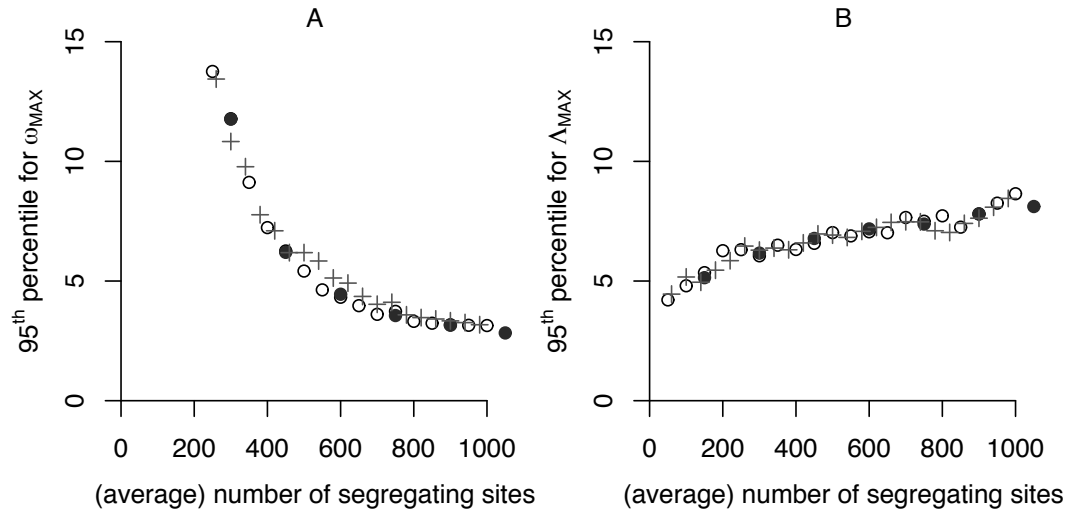 A
95th percentile for ωMAX
15
10
5
0
0 200 400 600 800 1000
(average) number of segregating sites
B
95th percentile for ΛMAX
15
10
5
0
0 200 400 600 800 1000
(average) number of segregating sites